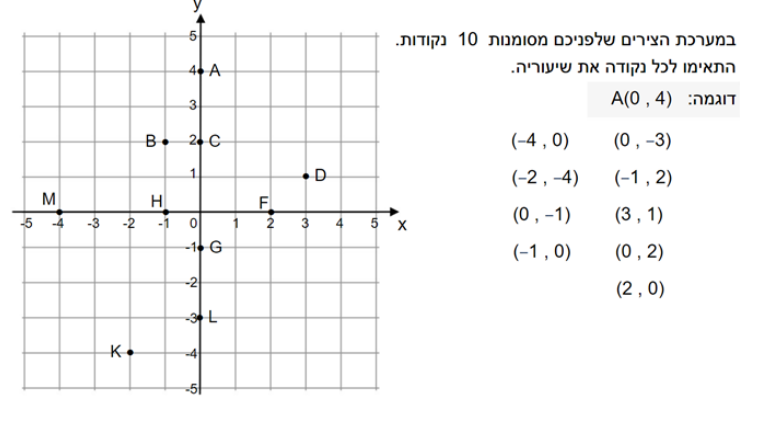 במערכת הצירים שלפניכם מסומנות 10 נקודות.
התאימו לכל נקודה את שיעוריה.
דוגמה: A(0 , 4)
(0 , –3) (–4 , 0)
(–1 , 2) (–2 , –4)
(3 , 1) (0 , –1)
(0 , 2) (–1 , 0)
(2 , 0)
y
5
4 A
3
B 2 C
1 D
M H F
-5 -4 -3 -2 -1 0 1 2 3 4 5 x
-1 G
-2
-3 L
K -4
-5